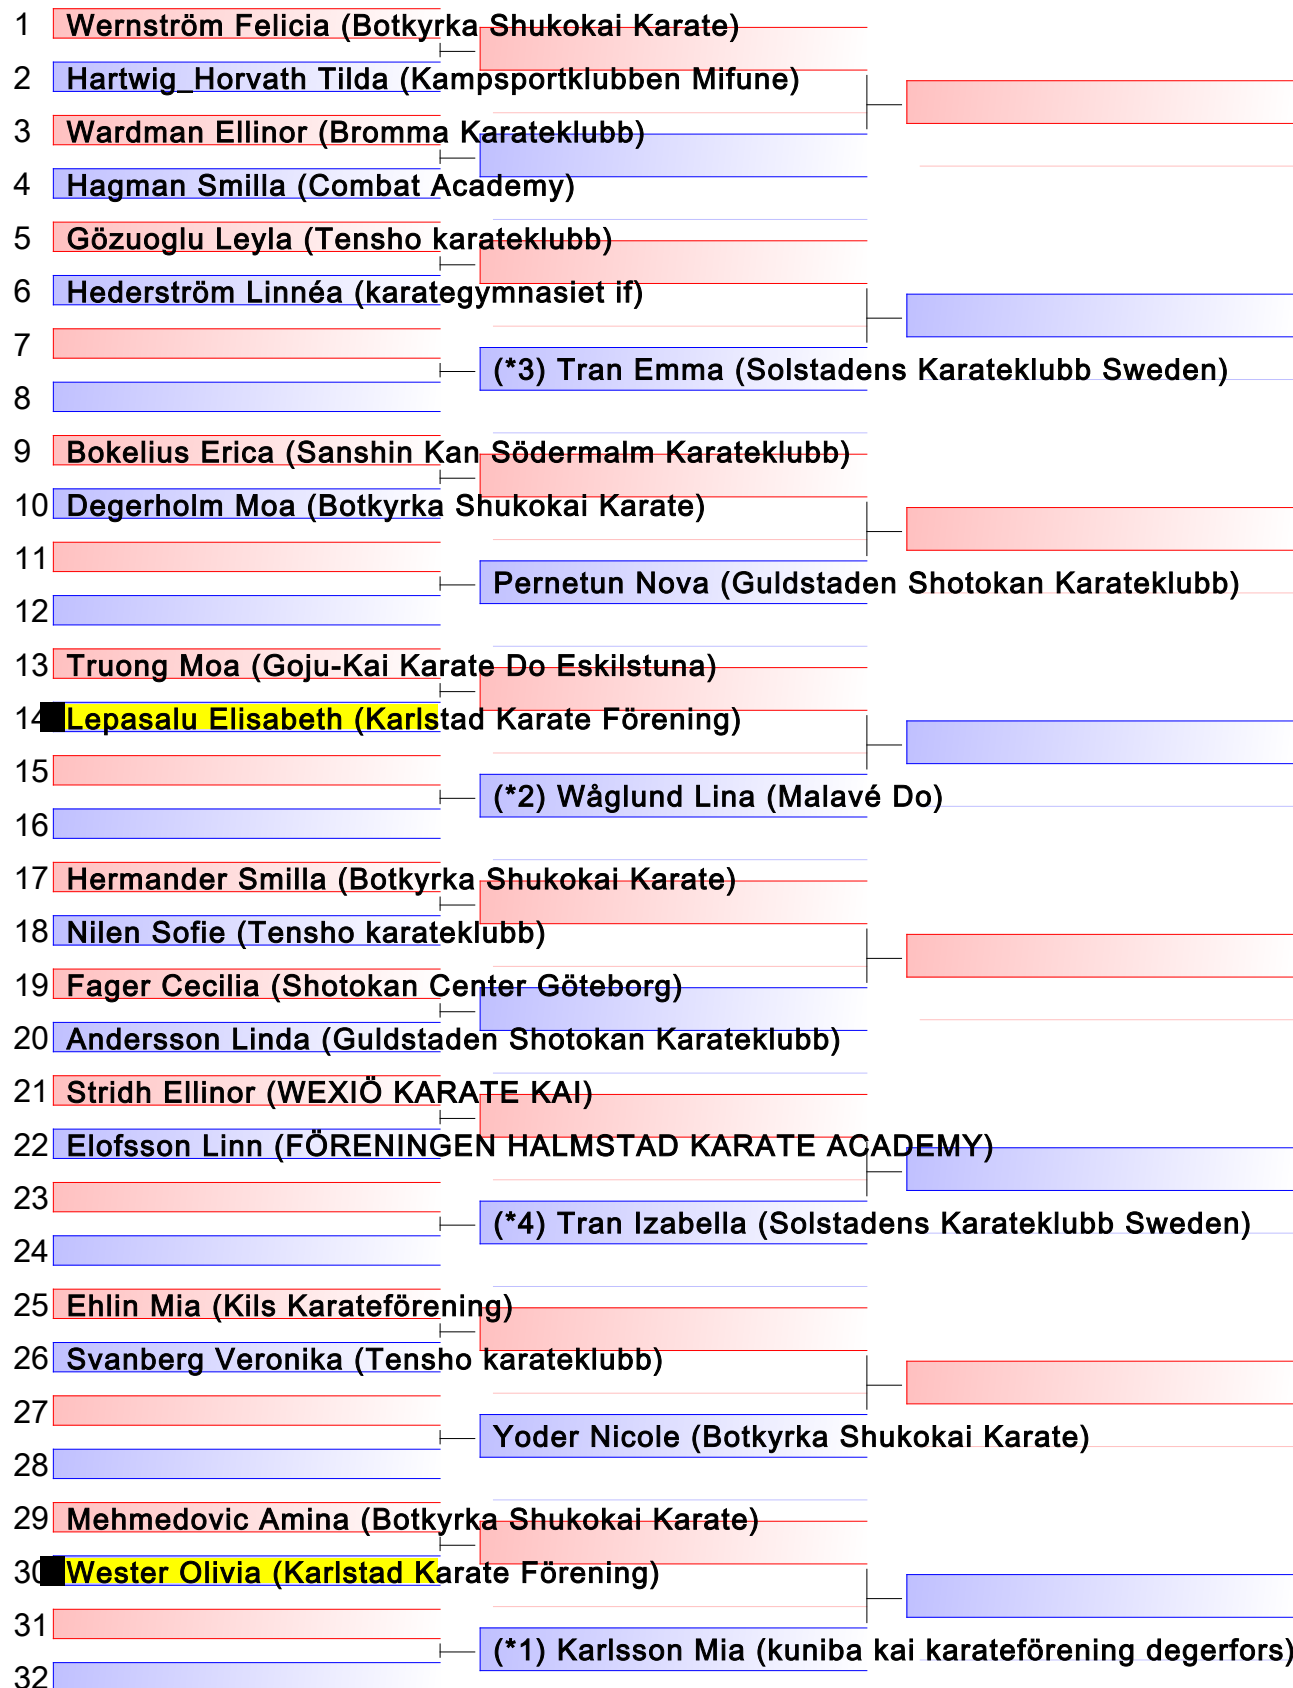 1 Wernström Felicia (Botkyrka Shukokai Karate)
2 Hartwig_Horvath Tilda (Kampsportklubben Mifune)
3 Wardman Ellinor (Bromma Karateklubb)
4 Hagman Smilla (Combat Academy)
5 Gözuoglu Leyla (Tensho karateklubb)
6 Hederström Linnéa (karategymnasiet if)
7
(*3) Tran Emma (Solstadens Karateklubb Sweden)
8
9 Bokelius Erica (Sanshin Kan Södermalm Karateklubb)
10 Degerholm Moa (Botkyrka Shukokai Karate)
11
Pernetun Nova (Guldstaden Shotokan Karateklubb)
12
13 Truong Moa (Goju-Kai Karate Do Eskilstuna)
14 Lepasalu Elisabeth (Karlstad Karate Förening)
15
(*2) Wåglund Lina (Malavé Do)
16
17 Hermander Smilla (Botkyrka Shukokai Karate)
18 Nilen Sofie (Tensho karateklubb)
19 Fager Cecilia (Shotokan Center Göteborg)
20 Andersson Linda (Guldstaden Shotokan Karateklubb)
21 Stridh Ellinor (WEXIÖ KARATE KAI)
22 Elofsson Linn (FÖRENINGEN HALMSTAD KARATE ACADEMY)
23
(*4) Tran Izabella (Solstadens Karateklubb Sweden)
24
25 Ehlin Mia (Kils Karateförening)
26 Svanberg Veronika (Tensho karateklubb)
27
Yoder Nicole (Botkyrka Shukokai Karate)
28
29 Mehmedovic Amina (Botkyrka Shukokai Karate)
30 Wester Olivia (Karlstad Karate Förening)
31
(*1) Karlsson Mia (kuniba kai karateförening degerfors)
32